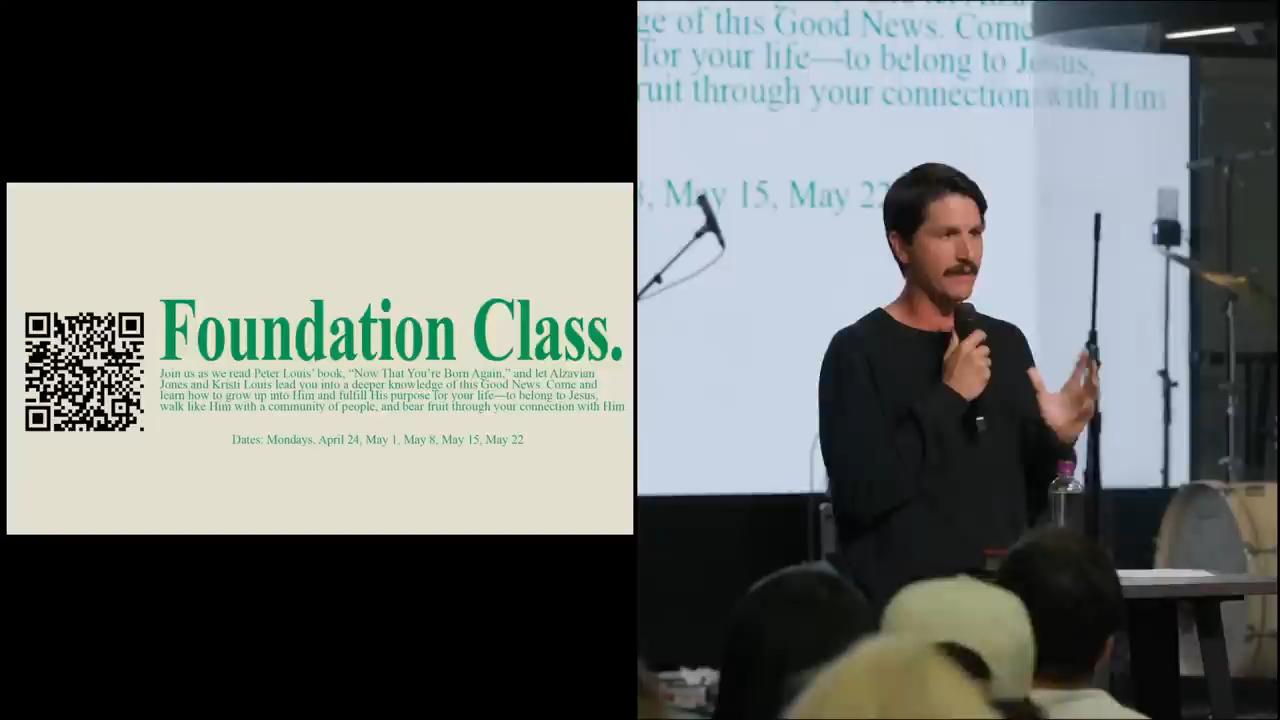 Foundation Class.
Join us as we read Peter Louis' book, “Now That You're Born Again,” and let Alzavian
Jones and Kristi Louis lead you into a deeper knowledge of this Good News. Come and
learn how to grow up into Him and fulfill His purpose for your life—to belong to Jesus,
walk like Him with a community of people, and bear fruit through your connection with Him
Dates: Mondays, April 24, May 1, May 8, May 15, May 22
ge of this Good News. Come
for your life—to belong to Jesus,
ruit through your connection with Him
8, May 15, May 22